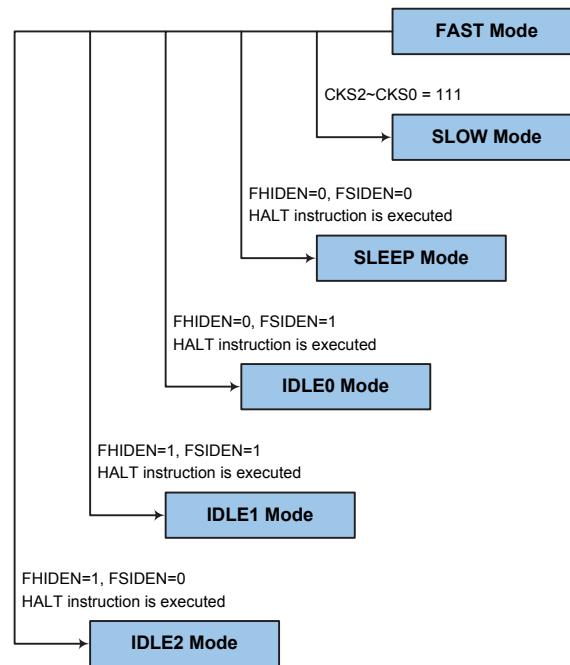 FAST Mode
CKS2~CKS0 = 111
SLOW Mode
FHIDEN=0, FSIDEN=0
HALT instruction is executed
SLEEP Mode
FHIDEN=0, FSIDEN=1
HALT instruction is executed
IDLE0 Mode
FHIDEN=1, FSIDEN=1
HALT instruction is executed
IDLE1 Mode
FHIDEN=1, FSIDEN=0
HALT instruction is executed
IDLE2 Mode